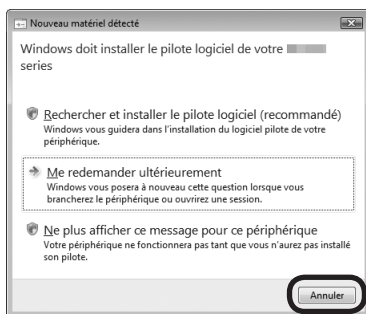 Nouveau matériel détecté
Windows doit installer le pilote logiciel de votre
series
Rechercher et installer le pilote logiciel (recommandé)
Windows vous guidera dans l'installation du logiciel pilote de votre
périphérique.
Me redemander ultérieurement
Windows vous posera à nouveau cette question lorsque vous
brancherez le périphérique ou ouvrirez une session.
Ne plus afficher ce message pour ce périphérique
Votre périphérique ne fonctionnera pas tant que vous n'aurez pas installé
son pilote.
Annuler